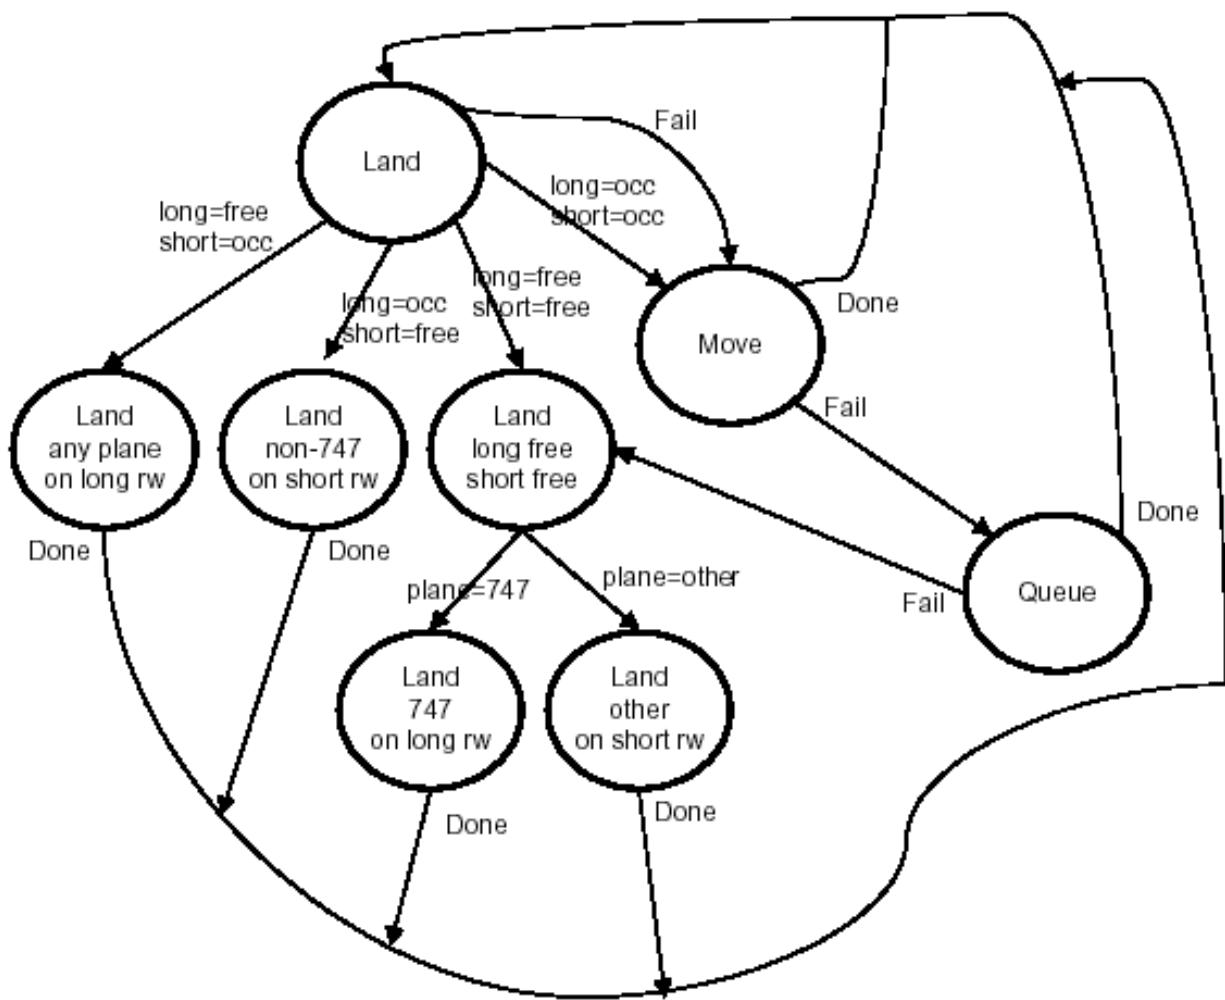 Fail
Land
long=occ
short=occ
long=free
short=occ
long=free
short=free
long=occ
short=free
Done
Move
Fail
Land
any plane
on long rw
Land
non-747
on short rw
Land
long free
short free
Done
Done
Done
plane=747
plane=other
Queue
Fail
Land
747
on long rw
Land
other
on short rw
Done
Done